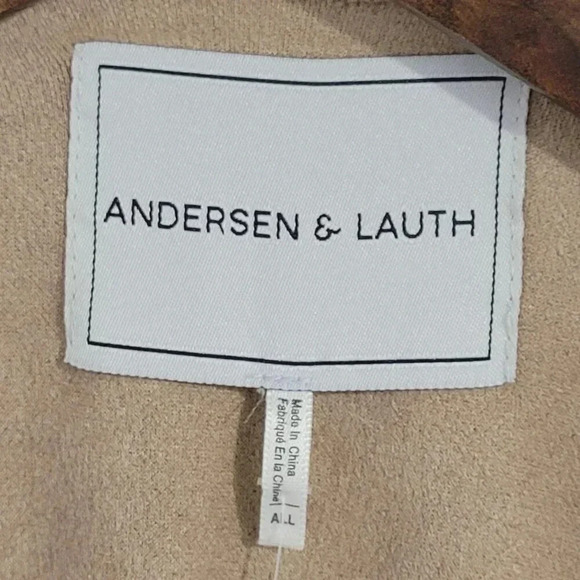 ANDERSEN & LAUTH
Made In China
Fabriqué En la Chine